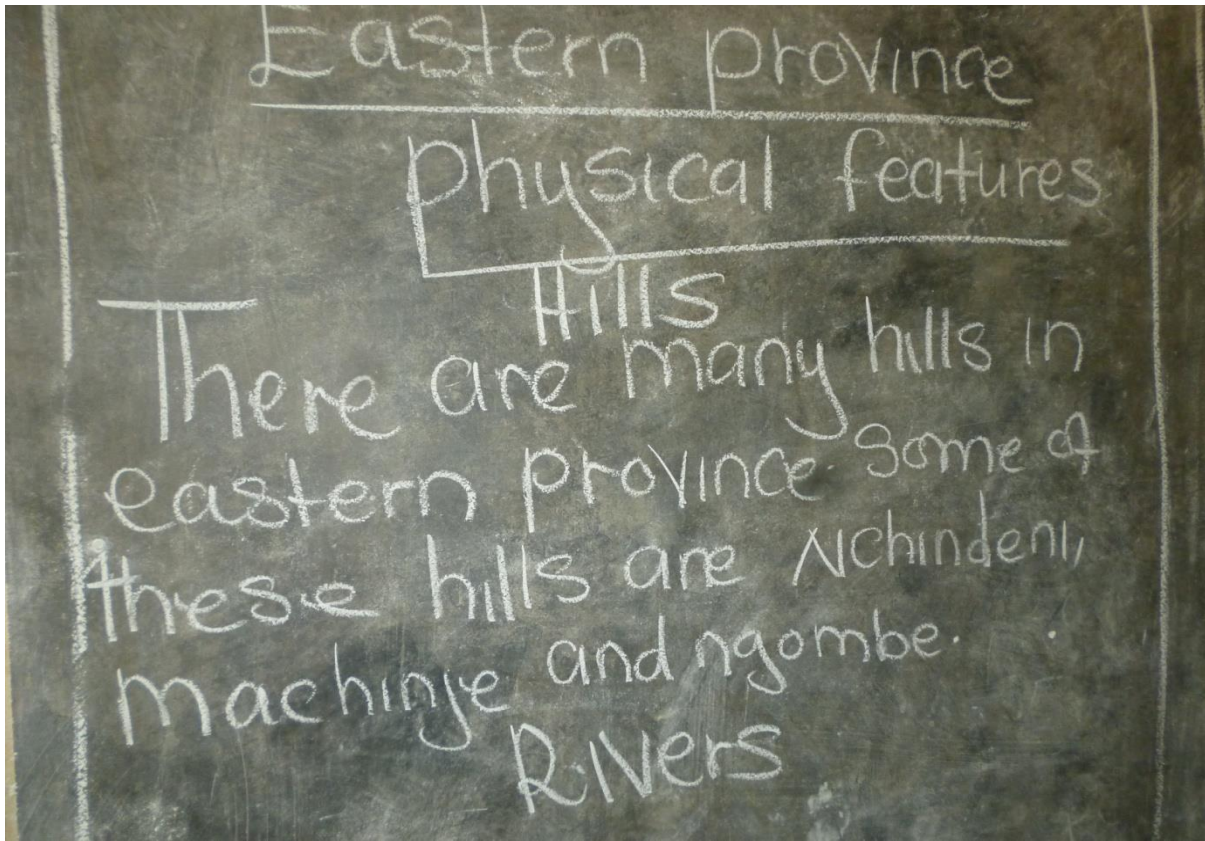 Eastern province
physical features
Hills
There are many hills in
eastern province. Some of
these hills are Nchindeni,
machinje and ngombe.
Rivers